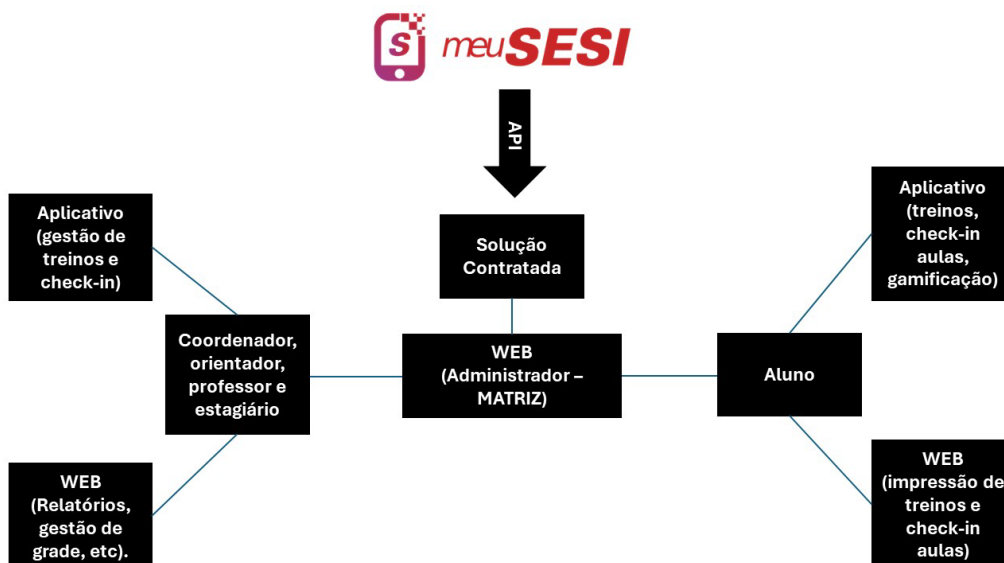 S meuSESI
API
Aplicativo
(gestão de
treinos e
check-in)
Solução
Contratada
Aplicativo
(treinos,
check-in
aulas,
gamificação)
Coordenador,
orientador,
professor e
estagiário
WEB
(Administrador –
MATRIZ)
Aluno
WEB
(Relatórios,
gestão de
grade, etc).
WEB
(impressão de
treinos e
check-in
aulas)